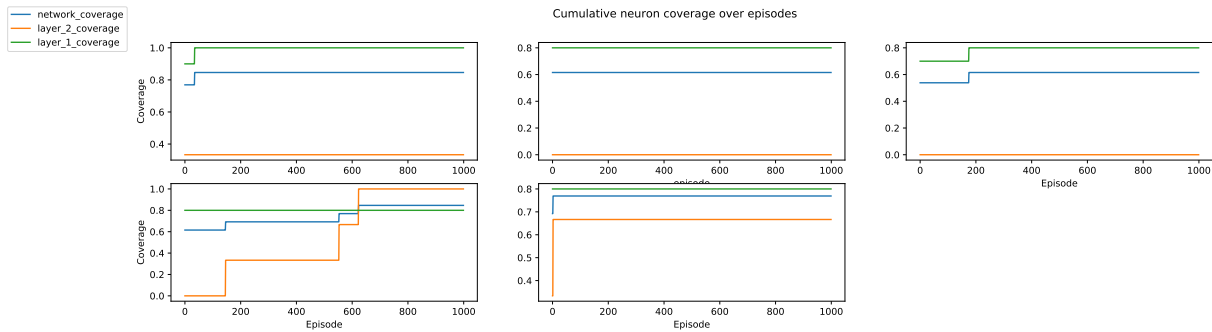 Cumulative neuron coverage over episodes
network_coverage
layer_2_coverage
layer_1_coverage
Coverage
1.0
0.8
0.6
0.4
0 200 400 600 800 1000
0.8
0.6
0.4
0.2
0.0
0 200 400 600 800 1000
episode
0.8
0.6
0.4
0.2
0.0
0 200 400 600 800 1000
Episode
Coverage
1.0
0.8
0.6
0.4
0.2
0.0
0 200 400 600 800 1000
Episode
0.8
0.7
0.6
0.5
0.4
0 200 400 600 800 1000
Episode